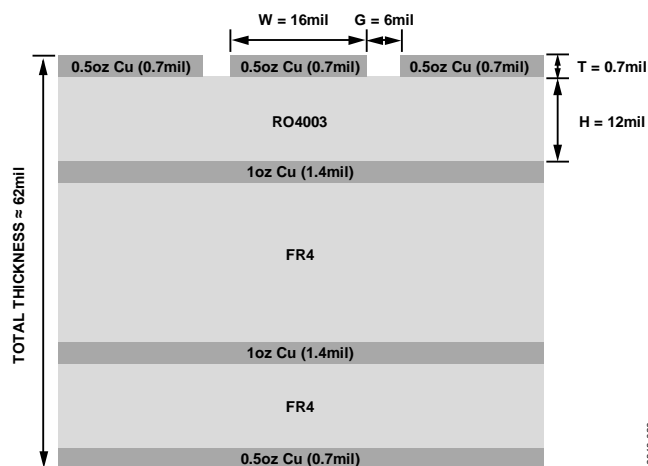 W = 16mil
G = 6mil
0.5oz Cu (0.7mil)
0.5oz Cu (0.7mil)
0.5oz Cu (0.7mil)
T = 0.7mil
RO4003
H = 12mil
1oz Cu (1.4mil)
FR4
TOTAL THICKNESS ≈ 62mil
1oz Cu (1.4mil)
FR4
0.5oz Cu (0.7mil)